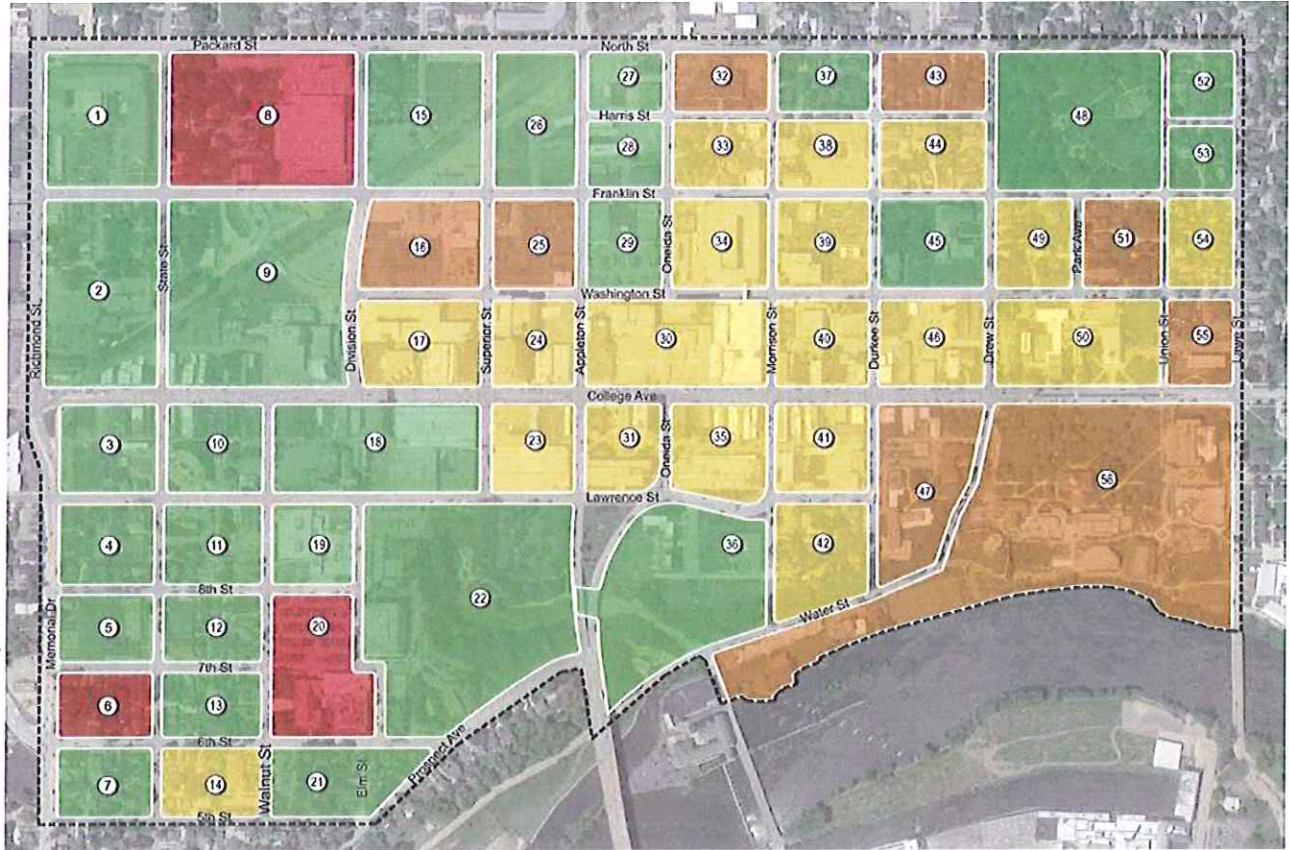 Packard St
North St
1
8
15
26
27
32
37
43
48
52
Harris St
28
33
38
44
53
Franklin St
2
State St
9
16
25
29
Oneida St
34
39
45
49
Park Ave
51
54
Washington St
Richmond St
Division St
17
Superior St
24
Appleton St
30
Morrison St
40
Durkee St
46
Drew St
50
Union St
55
Lawe St
College Ave
3
10
18
23
31
Oneida St
35
41
47
56
Lawrence St
4
11
19
22
36
42
8th St
Memorial Dr
5
12
20
Water St
7th St
6
13
6th St
7
14
Walnut St
21
Elm St
Prospect Ave
5th St